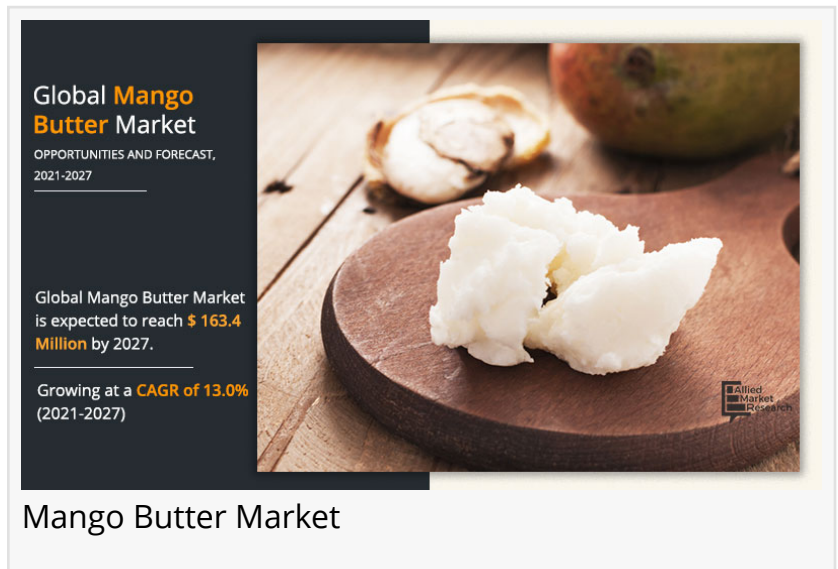 Global Mango
Butter Market
OPPORTUNITIES AND FORECAST,
2021-2027
Global Mango Butter Market
is expected to reach $ 163.4
Million by 2027.
Growing at a CAGR of 13.0%
(2021-2027)
Allied
Market
Research
Mango Butter Market